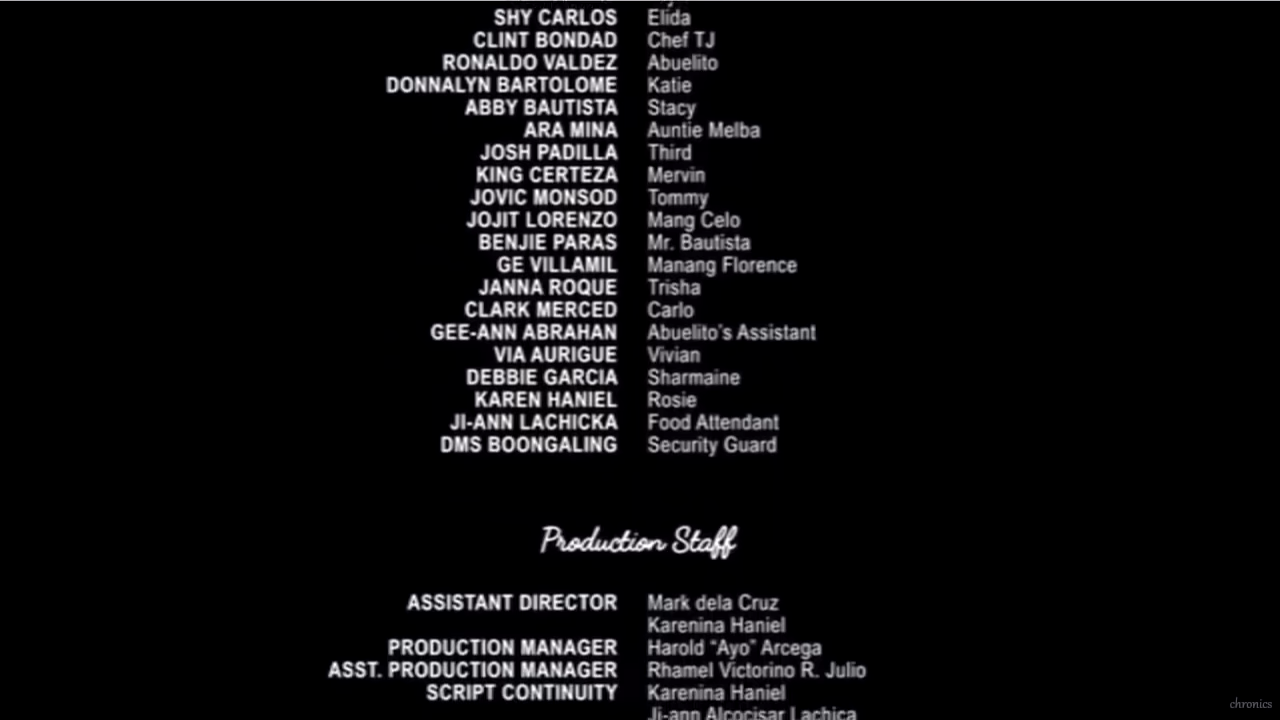 SHY CARLOS Elida
CLINT BONDAD Chef TJ
RONALDO VALDEZ Abuelito
DONNALYN BARTOLOME Katie
ABBY BAUTISTA Stacy
ARA MINA Auntie Melba
JOSH PADILLA Third
KING CERTEZA Mervin
JOVIC MONSOD Tommy
JOJIT LORENZO Mang Celo
BENJIE PARAS Mr. Bautista
GE VILLAMIL Manang Florence
JANNA ROQUE Trisha
CLARK MERCED Carlo
GEE-ANN ABRAHAN Abuelito's Assistant
VIA AURIGUE Vivian
DEBBIE GARCIA Sharmaine
KAREN HANIEL Rosie
JI-ANN LACHICKA Food Attendant
DMS BOONGALING Security Guard
Production Staff
ASSISTANT DIRECTOR Mark dela Cruz
Karenina Haniel
PRODUCTION MANAGER Harold “Ayo” Arcega
ASST. PRODUCTION MANAGER Rhamel Victorino R. Julio
SCRIPT CONTINUITY Karenina Haniel
Ji-ann Alcocisar Lachica
chronics